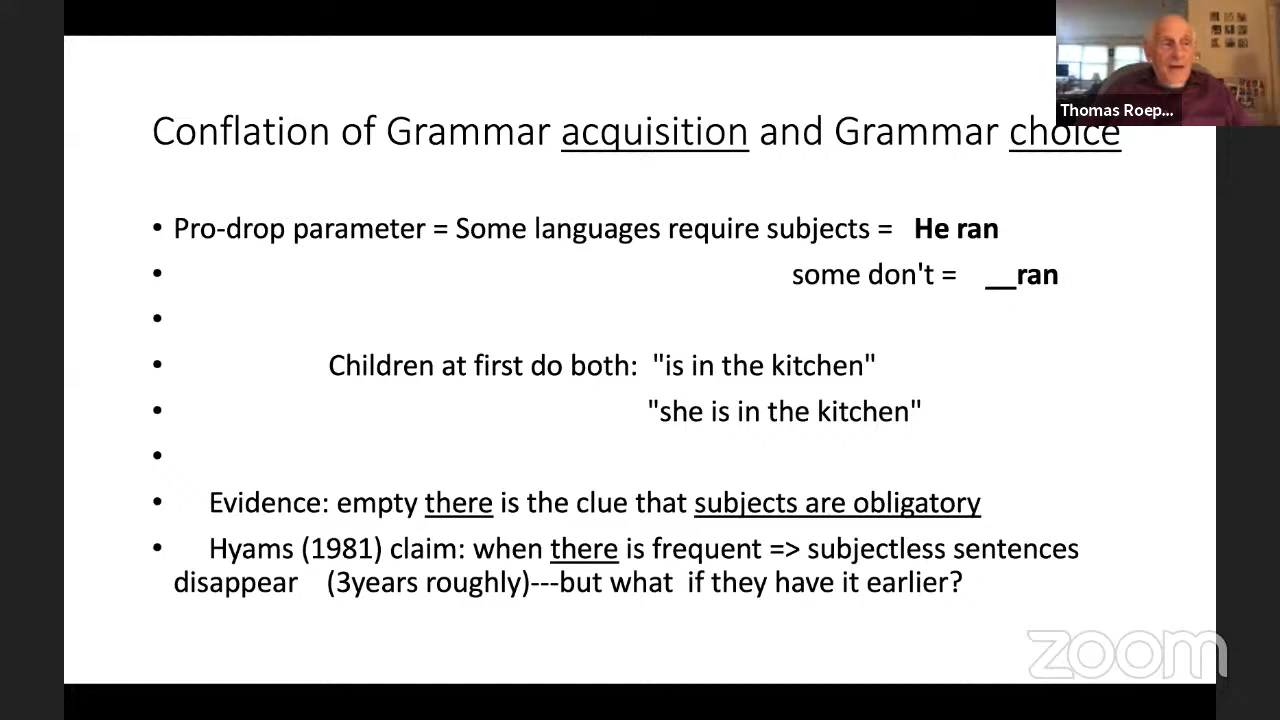 Thomas Roep...
Conflation of Grammar acquisition and Grammar choice
• Pro-drop parameter = Some languages require subjects = He ran
• some don't = __ran
•
• Children at first do both: "is in the kitchen"
• "she is in the kitchen"
•
• Evidence: empty there is the clue that subjects are obligatory
• Hyams (1981) claim: when there is frequent => subjectless sentences
disappear (3years roughly)---but what if they have it earlier?
zoom